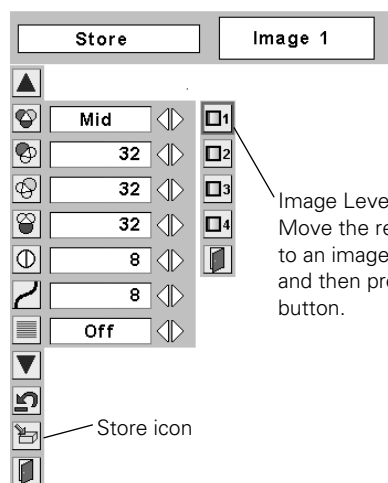 Store
Image 1
Mid
32
32
32
8
8
Off
1
2
3
4
Image Leve
Move the re
to an image
and then pre
button.
Store icon